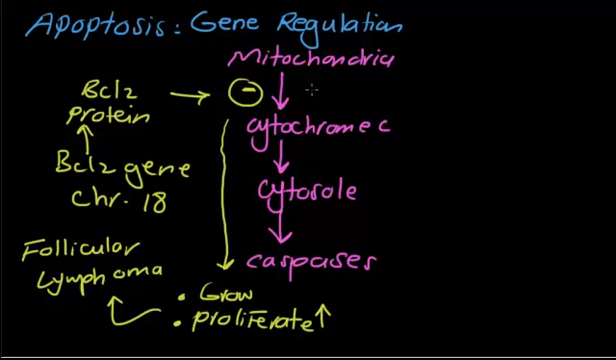 Apoptosis: Gene Regulation
Mitochondria
Bcl2 → ⊖
protein
cytochrome c
Bcl2 gene
chr. 18
cytosole
Follicular
Lymphoma
caspases
• Grow
• proliferate ↑